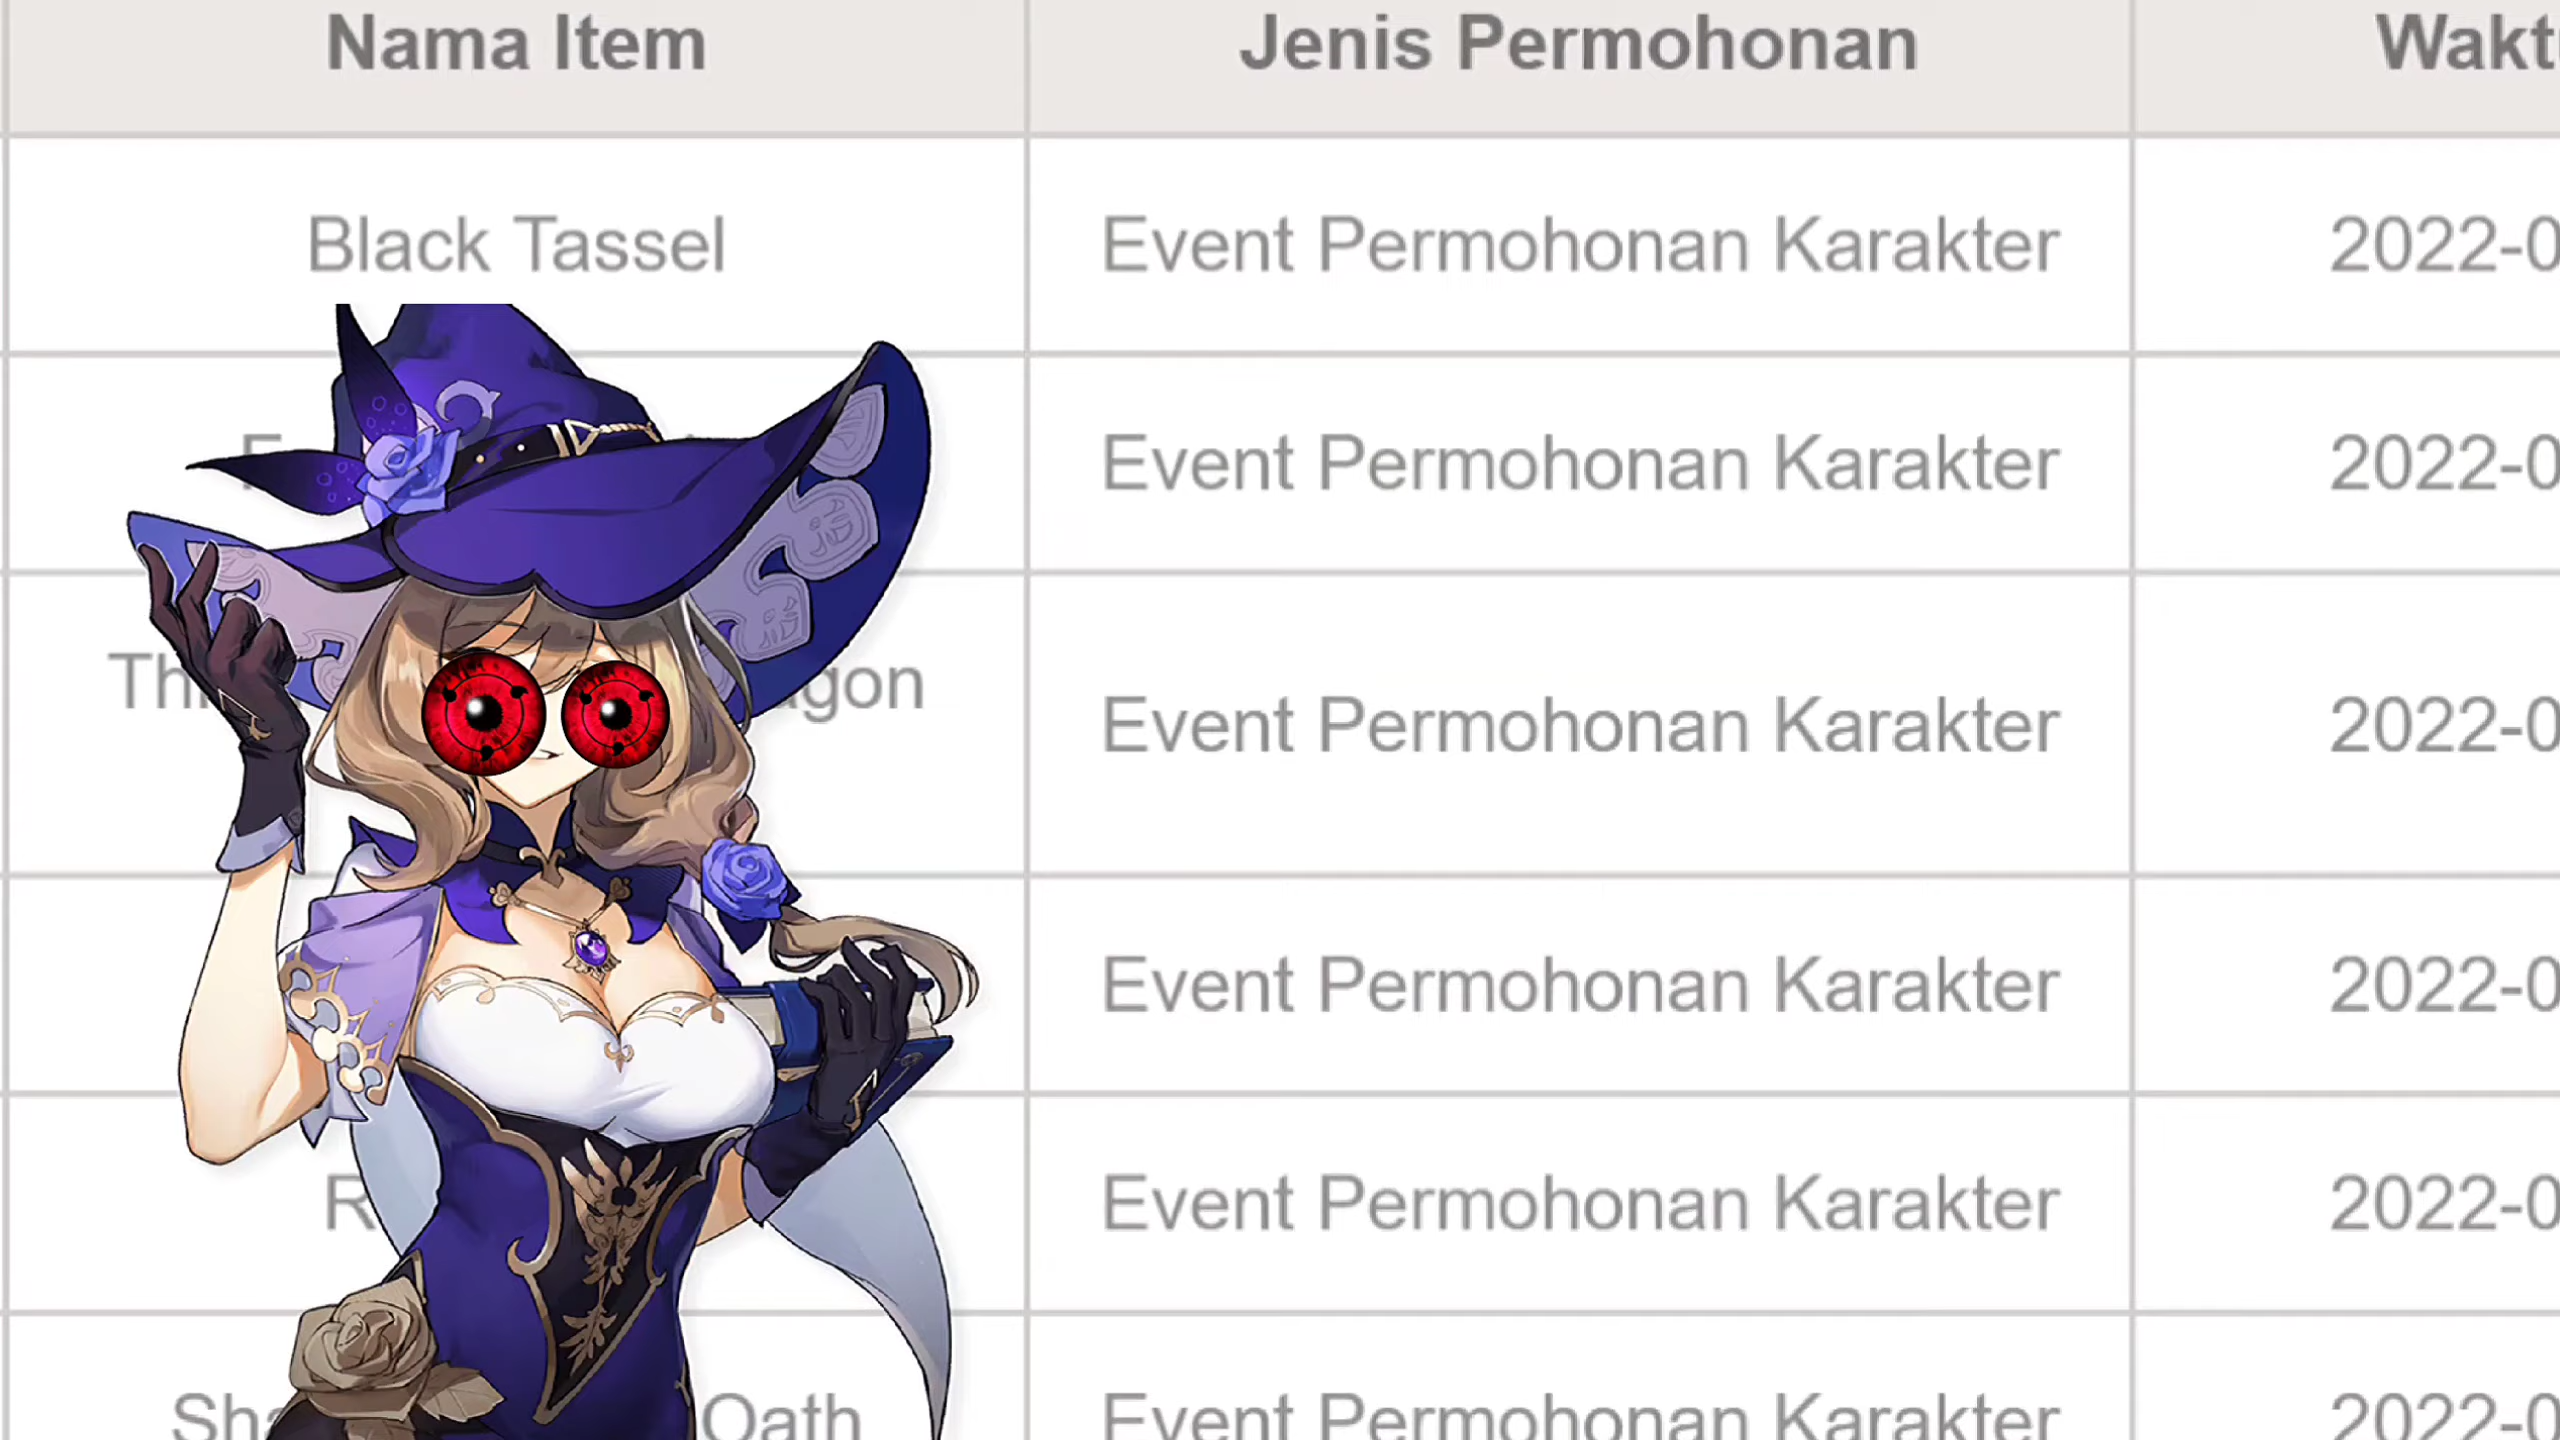 Nama Item Jenis Permohonan
Black Tassel Event Permohonan Karakter 2022-0
Event Permohonan Karakter 2022-0
Event Permohonan Karakter 2022-0
Event Permohonan Karakter 2022-0
Event Permohonan Karakter 2022-0
Oath Event Permohonan Karakter 2022-0